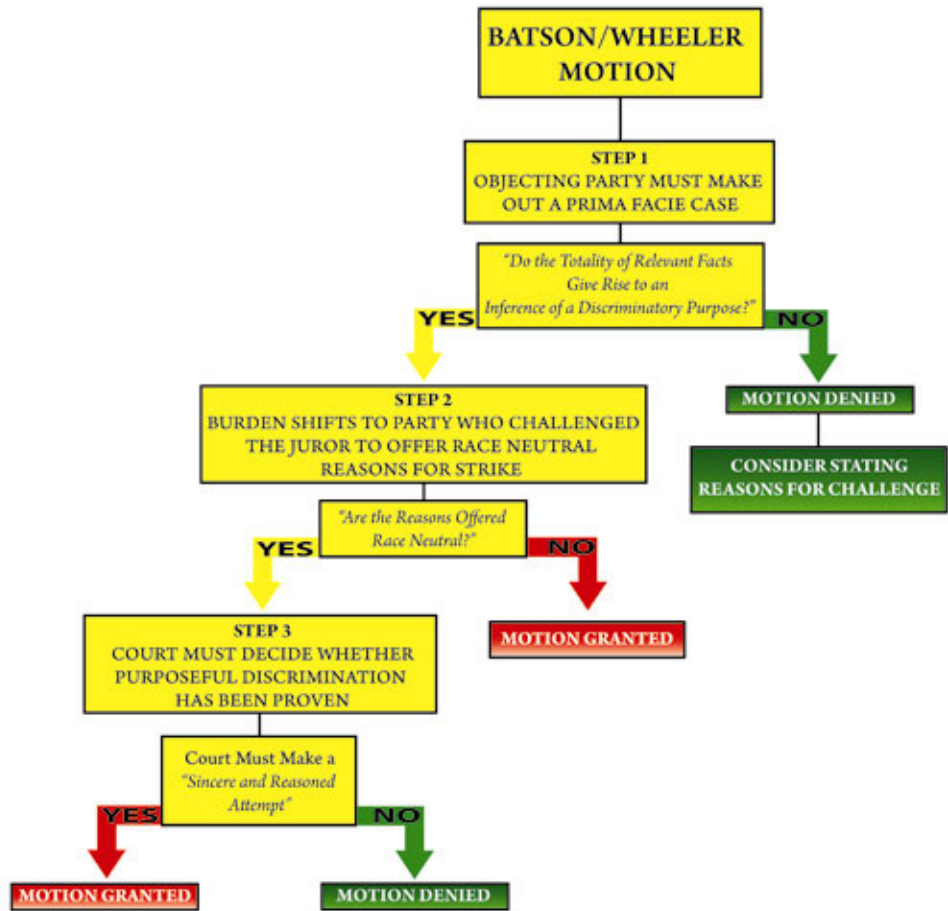 BATSON/WHEELER
MOTION
STEP 1
OBJECTING PARTY MUST MAKE
OUT A PRIMA FACIE CASE
“Do the Totality of Relevant Facts
Give Rise to an
Inference of a Discriminatory Purpose?”
YES
NO
MOTION DENIED
CONSIDER STATING
REASONS FOR CHALLENGE
STEP 2
BURDEN SHIFTS TO PARTY WHO CHALLENGED
THE JUROR TO OFFER RACE NEUTRAL
REASONS FOR STRIKE
“Are the Reasons Offered
Race Neutral?”
YES
NO
MOTION GRANTED
STEP 3
COURT MUST DECIDE WHETHER
PURPOSEFUL DISCRIMINATION
HAS BEEN PROVEN
Court Must Make a
“Sincere and Reasoned
Attempt”
YES
NO
MOTION GRANTED
MOTION DENIED